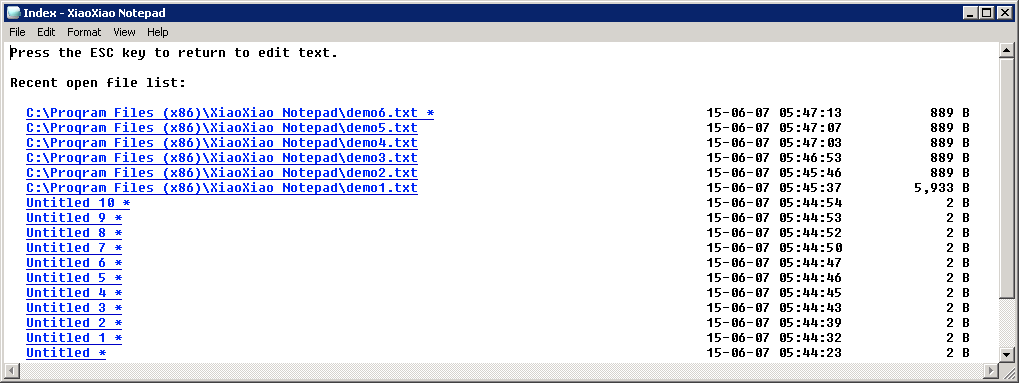 Index - XiaoXiao Notepad
File Edit Format View Help
Press the ESC key to return to edit text.
Recent open file list:
C:\Program Files (x86)\XiaoXiao Notepad\demo6.txt * 15-06-07 05:47:13 889 B
C:\Program Files (x86)\XiaoXiao Notepad\demo5.txt 15-06-07 05:47:07 889 B
C:\Program Files (x86)\XiaoXiao Notepad\demo4.txt 15-06-07 05:47:03 889 B
C:\Program Files (x86)\XiaoXiao Notepad\demo3.txt 15-06-07 05:46:53 889 B
C:\Program Files (x86)\XiaoXiao Notepad\demo2.txt 15-06-07 05:45:46 889 B
C:\Program Files (x86)\XiaoXiao Notepad\demo1.txt 15-06-07 05:45:37 5,933 B
Untitled 10 * 15-06-07 05:44:54 2 B
Untitled 9 * 15-06-07 05:44:53 2 B
Untitled 8 * 15-06-07 05:44:52 2 B
Untitled 7 * 15-06-07 05:44:50 2 B
Untitled 6 * 15-06-07 05:44:47 2 B
Untitled 5 * 15-06-07 05:44:46 2 B
Untitled 4 * 15-06-07 05:44:45 2 B
Untitled 3 * 15-06-07 05:44:43 2 B
Untitled 2 * 15-06-07 05:44:39 2 B
Untitled 1 * 15-06-07 05:44:32 2 B
Untitled * 15-06-07 05:44:23 2 B